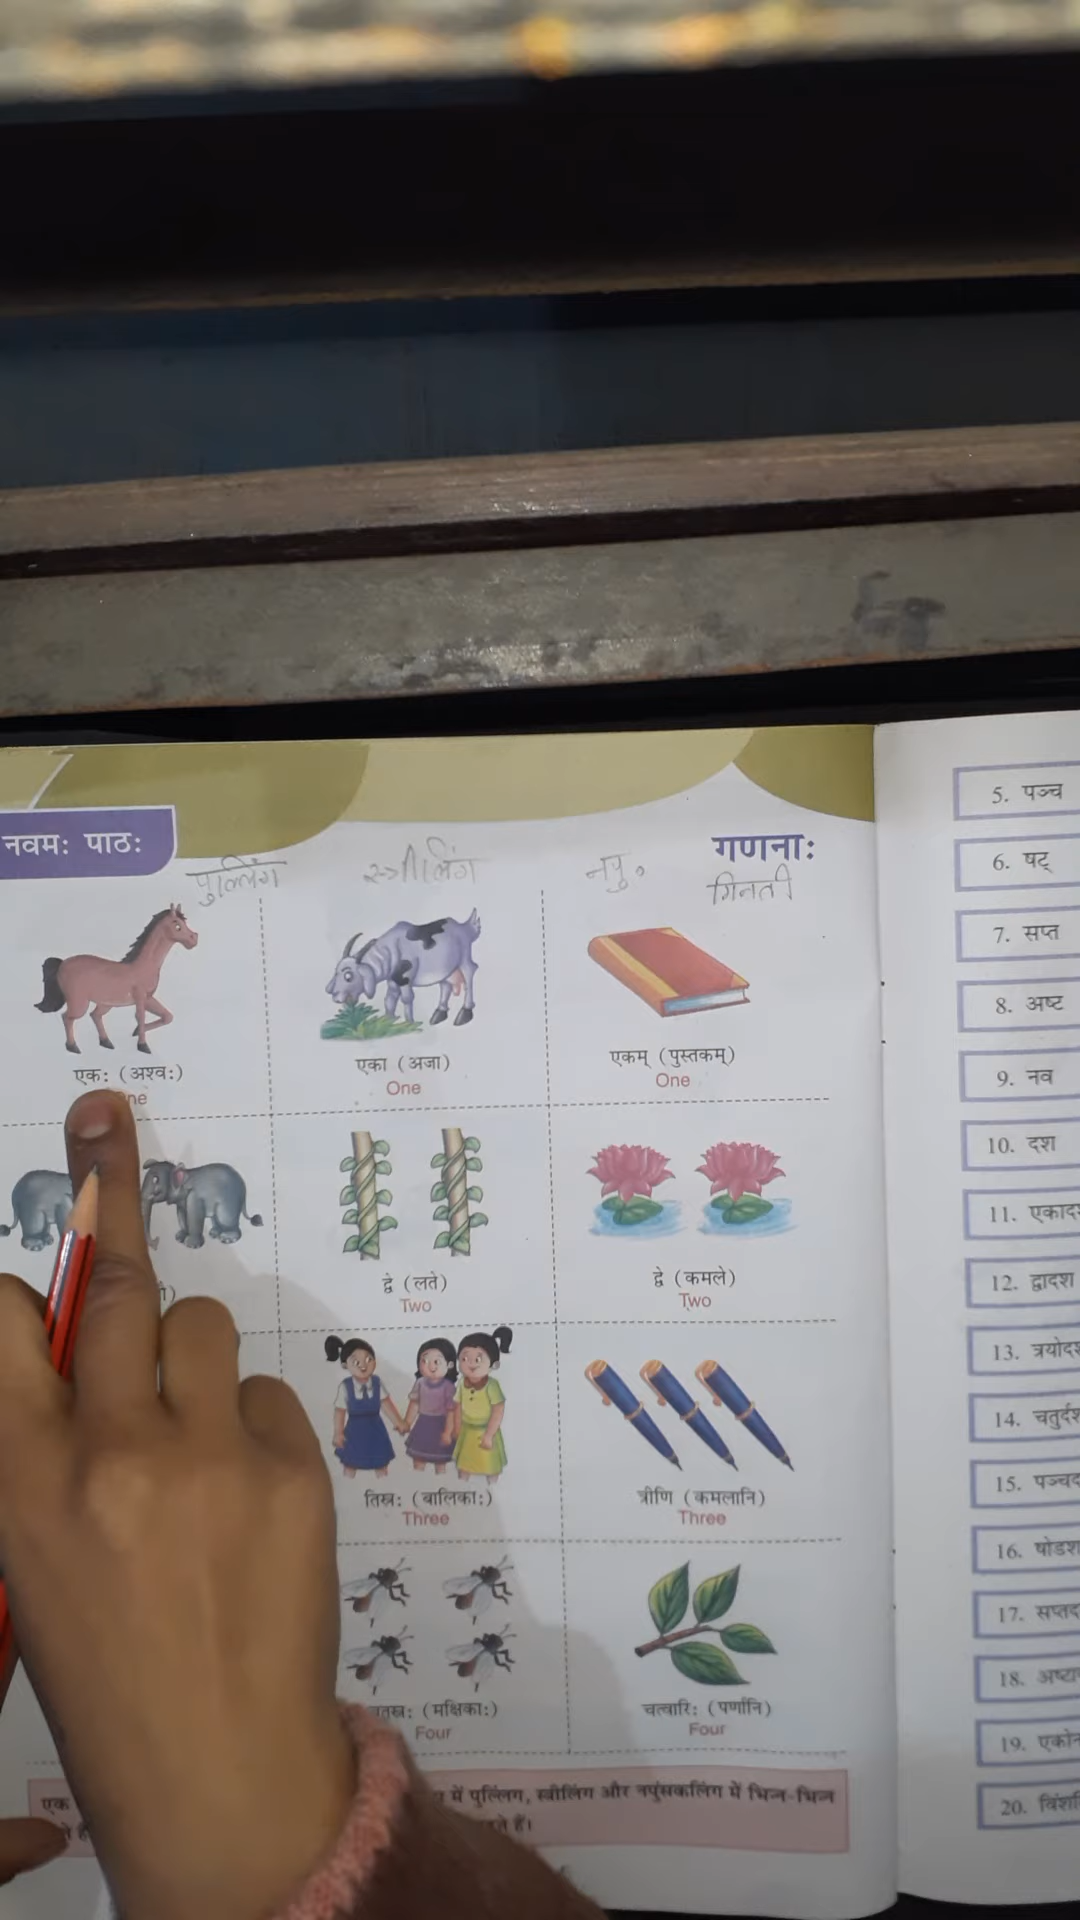 नवमः पाठः
गणनाः
पुल्लिंग स्त्रीलिंग नपु॰ गिनती
एकः (अश्वः)
एका (अजा)
One
एकम् (पुस्तकम्)
One
द्वे (लते)
Two
द्वे (कमले)
Two
तिस्रः (बालिकाः)
Three
त्रीणि (कमलानि)
Three
(मक्षिकाः)
Four
चत्वारिः (पर्णानि)
Four
एक
में पुल्लिंग, स्त्रीलिंग और नपुंसकलिंग में भिन्न-भिन्न
हैं।
5. पञ्च
6. षट्
7. सप्त
8. अष्ट
9. नव
10. दश
11.
12. द्वादश
13.
14.
15.
16.
17.
18.
19.
20.